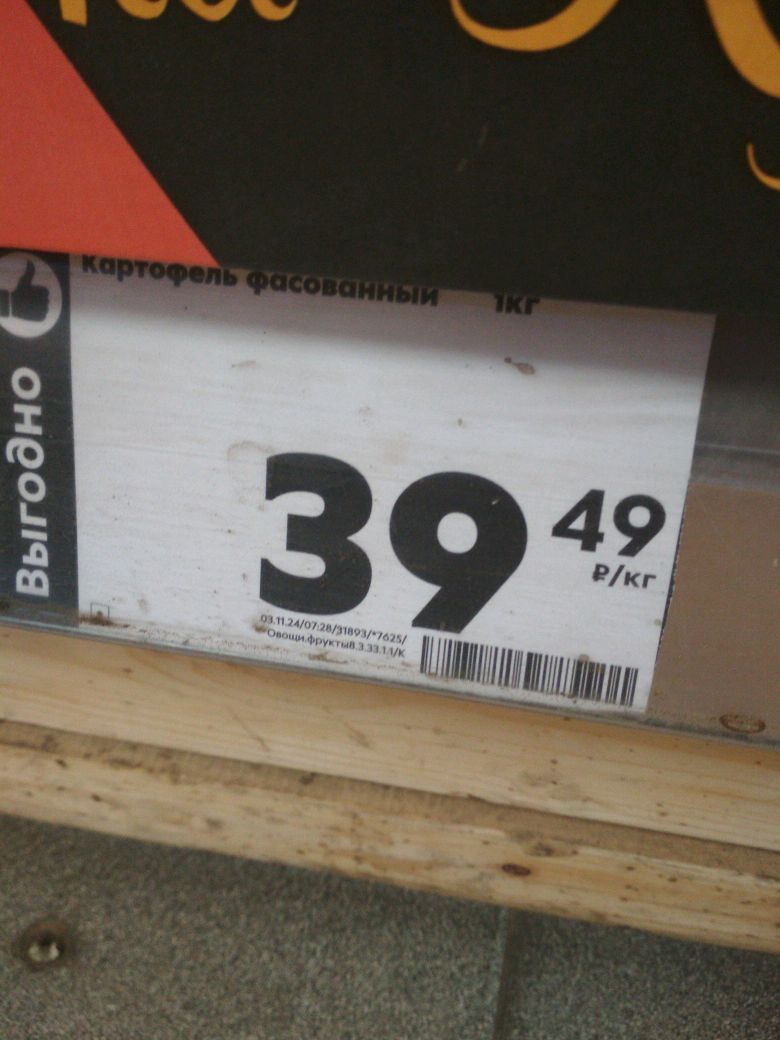 Картофель фасованный 1кг
Выгодно
39 49
₽/кг
03.11.24/07:28/31893/*7625/
Овощи.фрукты8.3.33.1.1/К